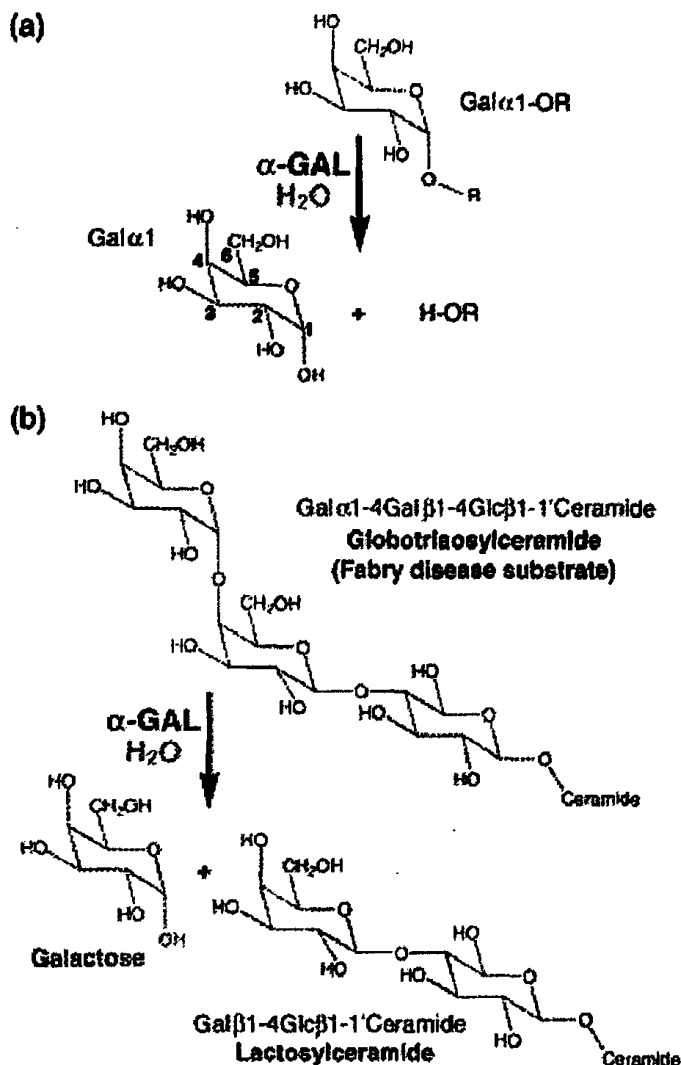 (a)
HO
CH₂OH
O
HO
HO
O
R
Galα1-OR
α-GAL
H₂O
Galα1
HO
CH₂OH
6
4
5
O
HO
3
2
1
HO
OH
+
H-OR
(b)
HO
CH₂OH
O
HO
HO
O
Galα1-4Galβ1-4Glcβ1-1'Ceramide
Globotriaosylceramide
(Fabry disease substrate)
CH₂OH
O
HO
HO
O
HO
O
HO
HO
O
Ceramide
α-GAL
H₂O
HO
CH₂OH
O
HO
HO
OH
Galactose
+
HO
CH₂OH
O
HO
HO
O
HO
O
HO
HO
O
Ceramide
Galβ1-4Glcβ1-1'Ceramide
Lactosylceramide